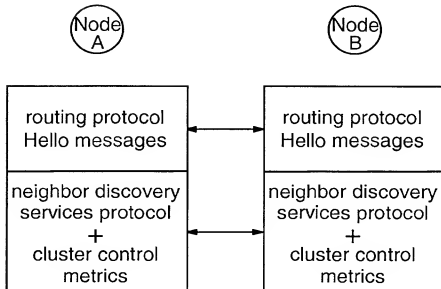 Node
A
Node
B
routing protocol
Hello messages
routing protocol
Hello messages
neighbor discovery
services protocol
+
cluster control
metrics
neighbor discovery
services protocol
+
cluster control
metrics